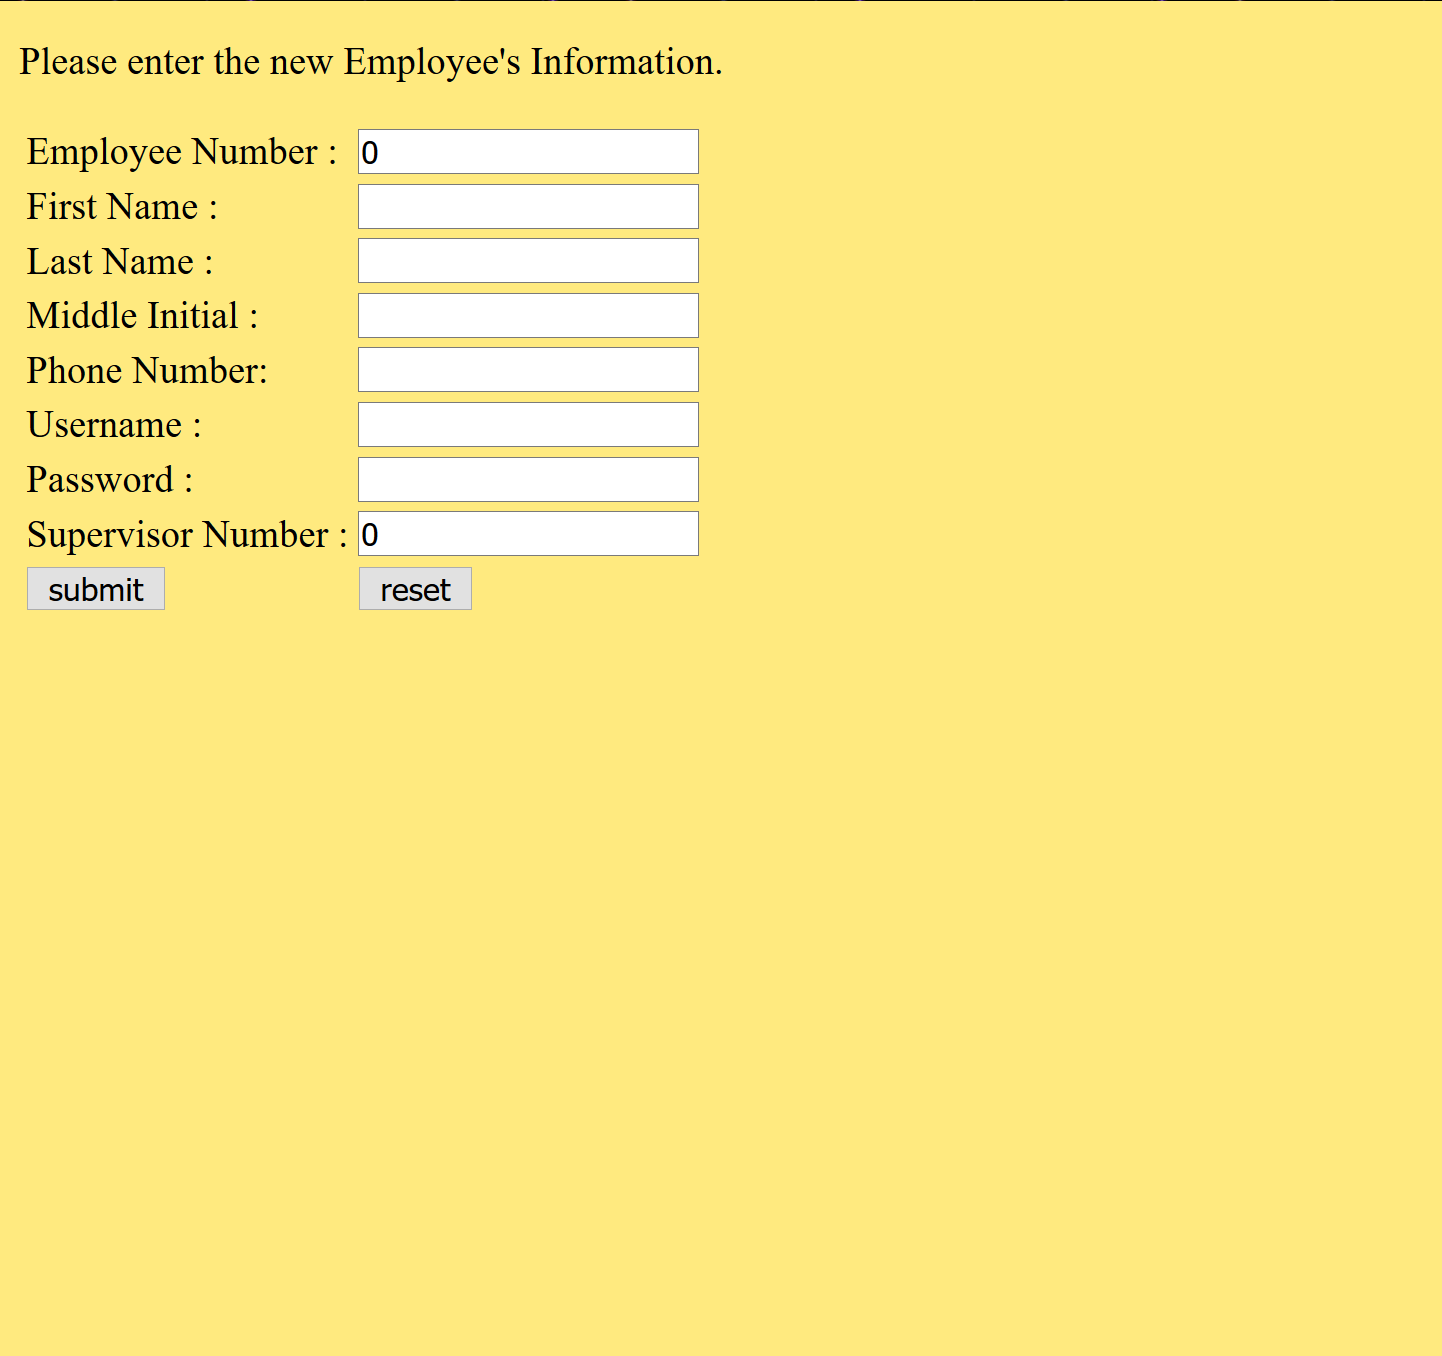 Please enter the new Employee's Information.
Employee Number : 0
First Name :
Last Name :
Middle Initial :
Phone Number:
Username :
Password :
Supervisor Number : 0
submit reset